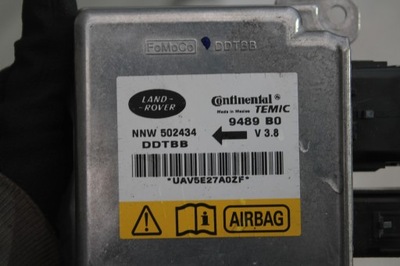 FoMoCo DDTBB
LAND-
ROVER
Continental
Made in Mexico TEMIC
9489 B0
NNW 502434
V 3.8
DDTBB
*UAV5E27A0ZF*
AIRBAG